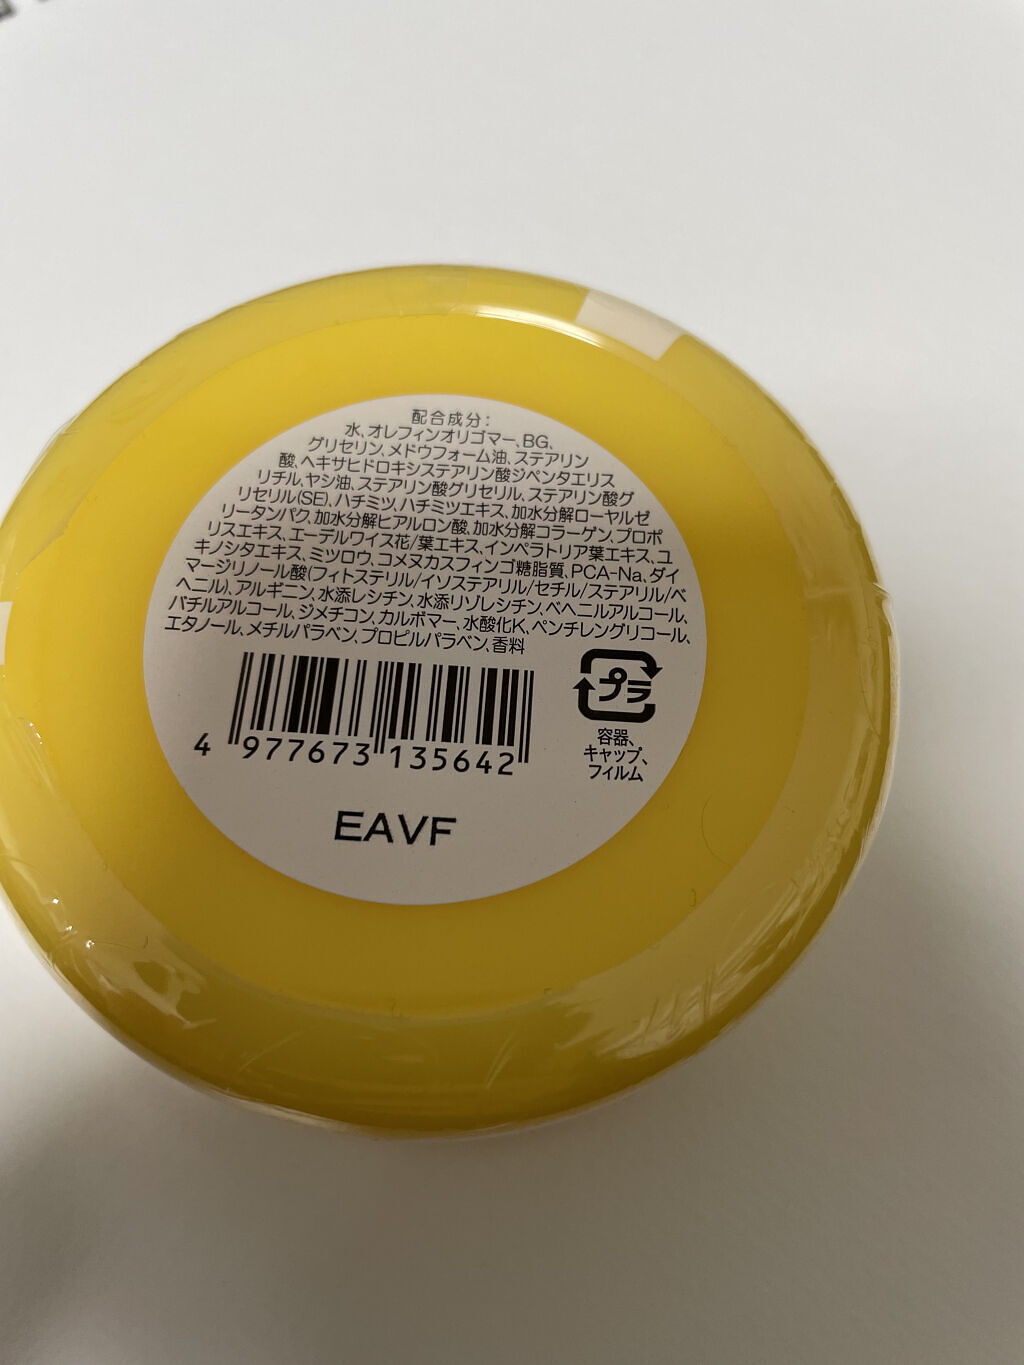 配合成分:
水､オレフィンオリゴマー､BG､
グリセリン､メドウフォーム油､ステアリン
酸､ヘキサヒドロキシステアリン酸ジペンタエリス
リチル､ヤシ油､ステアリン酸グリセリル､ステアリン酸グ
リセリル(SE)､ハチミツ､ハチミツエキス､加水分解ローヤルゼ
リータンパク､加水分解ヒアルロン酸､加水分解コラーゲン､プロポ
リスエキス､エーデルワイス花/葉エキス､インペラトリア葉エキス､ユ
キノシタエキス､ミツロウ､コメヌカスフィンゴ糖脂質､PCA-Na､ダイ
マージリノール酸(フィトステリル/イソステアリル/セチル/ステアリル/ベ
ヘニル)､アルギニン､水添レシチン､水添リゾレシチン､ベヘニルアルコール､
バチルアルコール､ジメチコン､カルボマー､水酸化K､ペンチレングリコール､
エタノール､メチルパラベン､プロピルパラベン､香料
プラ
容器､
キャップ､
フィルム
4 977673 135642
EAVF